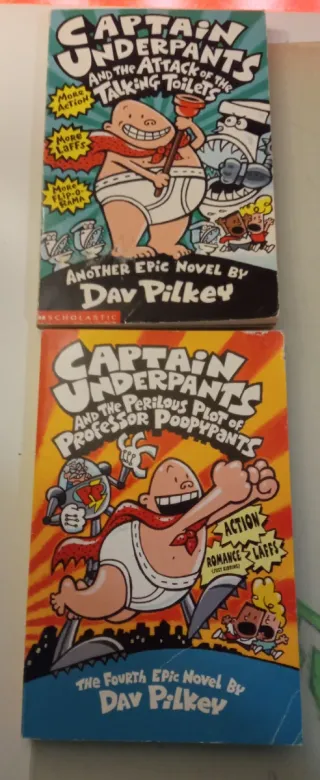 CAPTAIN
UNDERPANTS
AND THE ATTACK OF THE
TALKING TOILETS
MORE
ACTION
MORE
LAFFS
MORE
FLIP-O-
RAMA
ANOTHER EPIC NOVEL BY
DAV PILKEY
SCHOLASTIC
CAPTAIN
UNDERPANTS
AND THE PERILOUS PLOT OF
PROFESSOR POOPYPANTS
ACTION
ROMANCE
(JUST KIDDING)
LAFFS
THE FOURTH EPIC NOVEL BY
DAV PILKEY